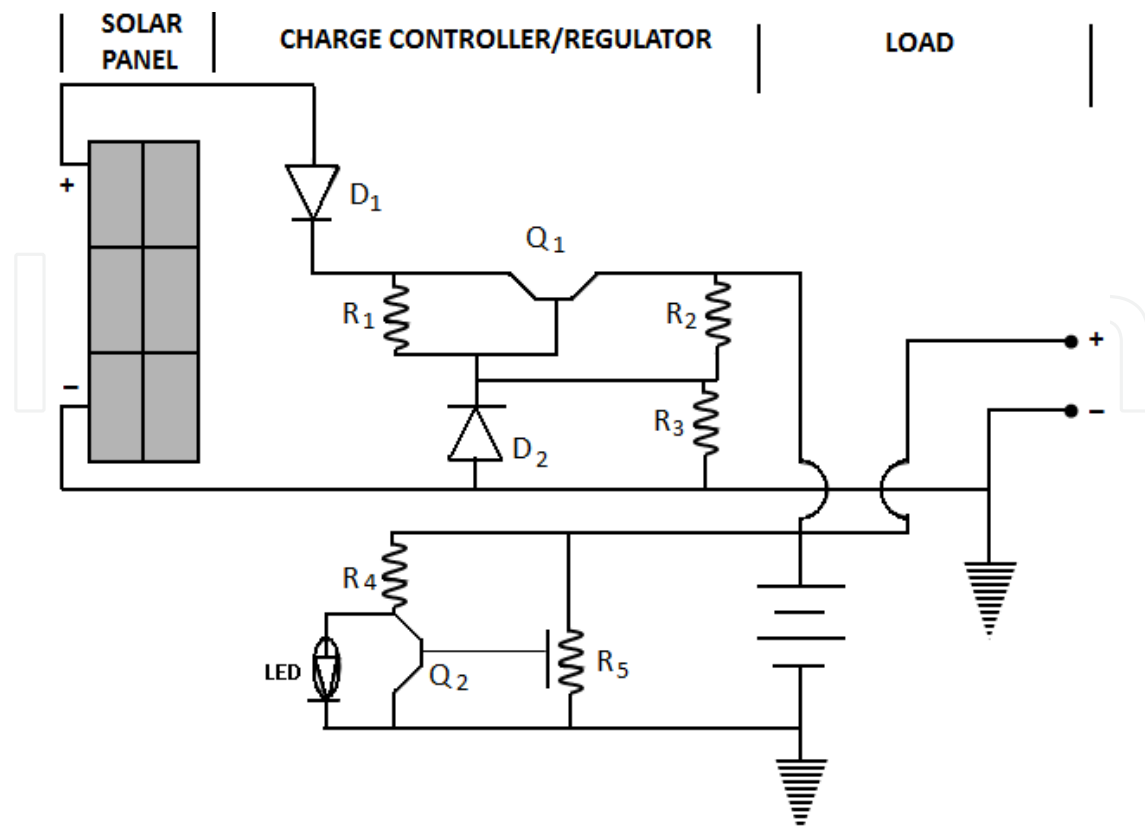 SOLAR
PANEL
CHARGE CONTROLLER/REGULATOR
LOAD
+
D1
Q1
R1
R2
+
−
−
R3
D2
R4
LED
Q2
R5